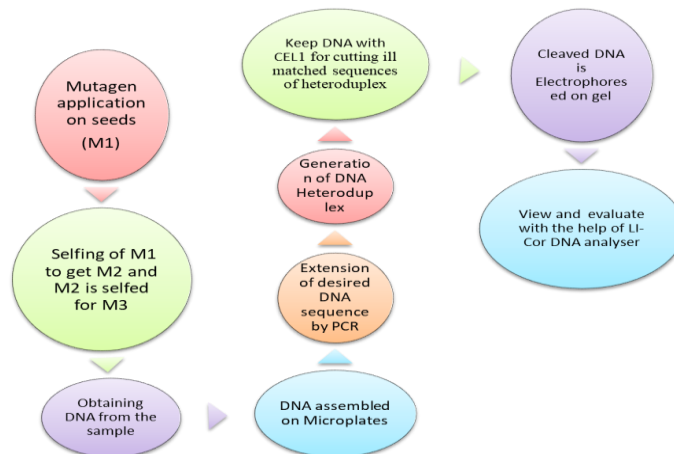 Mutagen
application
on seeds
(M1)
Selfing of M1
to get M2 and
M2 is selfed
for M3
Obtaining
DNA from the
sample
DNA assembled
on Microplates
Extension
of desired
DNA
sequence
by PCR
Generatio
n of DNA
Heterodup
lex
Keep DNA with
CEL1 for cutting ill
matched sequences
of heteroduplex
Cleaved DNA
is
Electrophores
ed on gel
View and evaluate
with the help of LI-
Cor DNA analyser